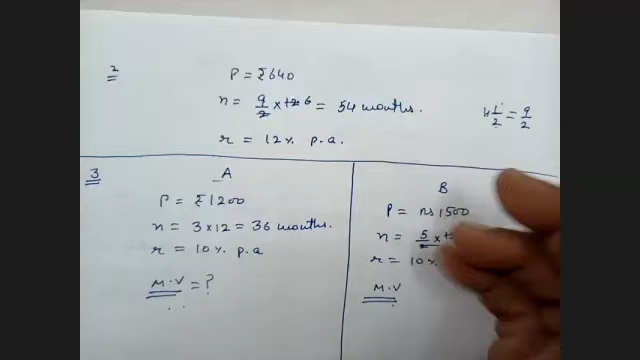 2
P = ₹640
n = 9/2 x 12 6 = 54 months.
4 1/2 = 9/2
r = 12% p.a.
3
A
P = ₹1200
n = 3 x 12 = 36 months.
r = 10% p.a
M.V = ?
B
P = Rs 1500
n = 5 x
r = 10%
M.V